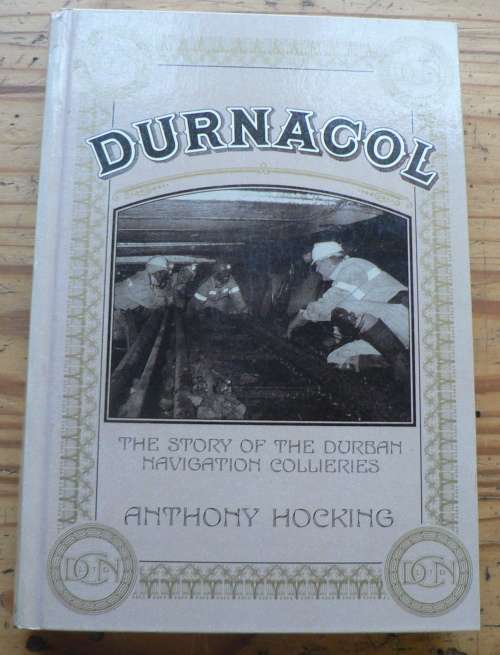 DURNACOL
THE STORY OF THE DURBAN
NAVIGATION COLLIERIES
ANTHONY HOCKING